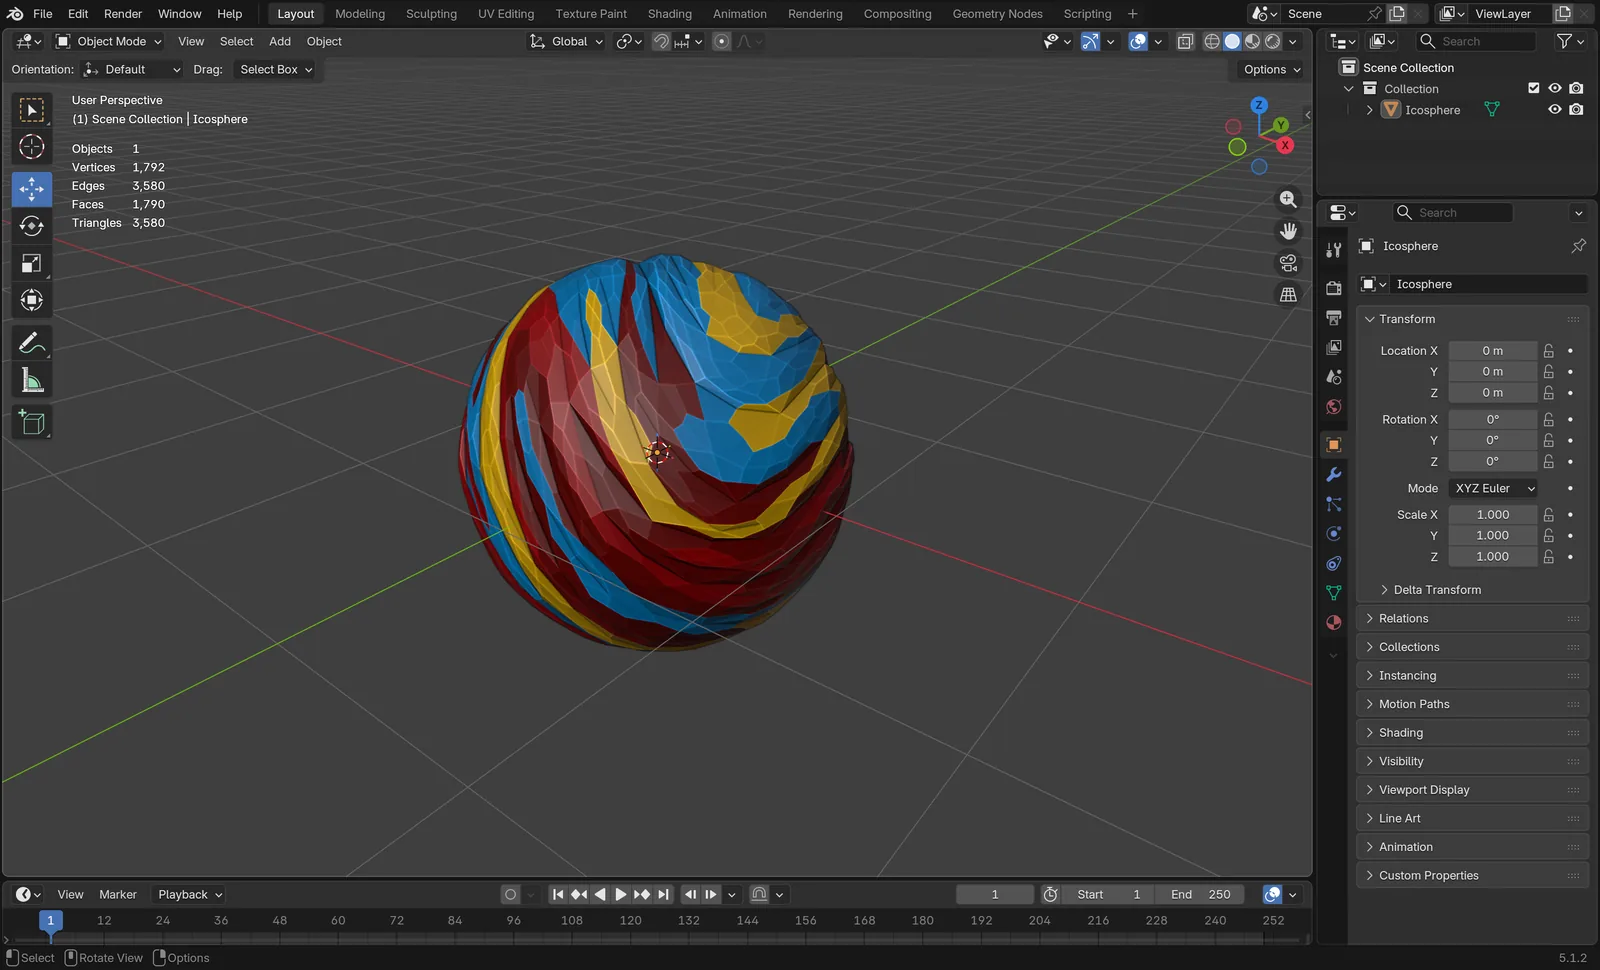 File Edit Render Window Help Layout Modeling Sculpting UV Editing Texture Paint Shading Animation Rendering Compositing Geometry Nodes Scripting + Scene ViewLayer
Object Mode View Select Add Object Global Search
Orientation: Default Drag: Select Box Options
Scene Collection
Collection
Icosphere
User Perspective
(1) Scene Collection | Icosphere
Objects 1
Vertices 1,792
Edges 3,580
Faces 1,790
Triangles 3,580
Z
Y
X
Search
Icosphere
Icosphere
Transform
Location X 0 m
Y 0 m
Z 0 m
Rotation X 0°
Y 0°
Z 0°
Mode XYZ Euler
Scale X 1.000
Y 1.000
Z 1.000
Delta Transform
Relations
Collections
Instancing
Motion Paths
Shading
Visibility
Viewport Display
Line Art
Animation
Custom Properties
View Marker Playback 1 Start 1 End 250
1 12 24 36 48 60 72 84 96 108 120 132 144 156 168 180 192 204 216 228 240 252
Select Rotate View Options 5.1.2